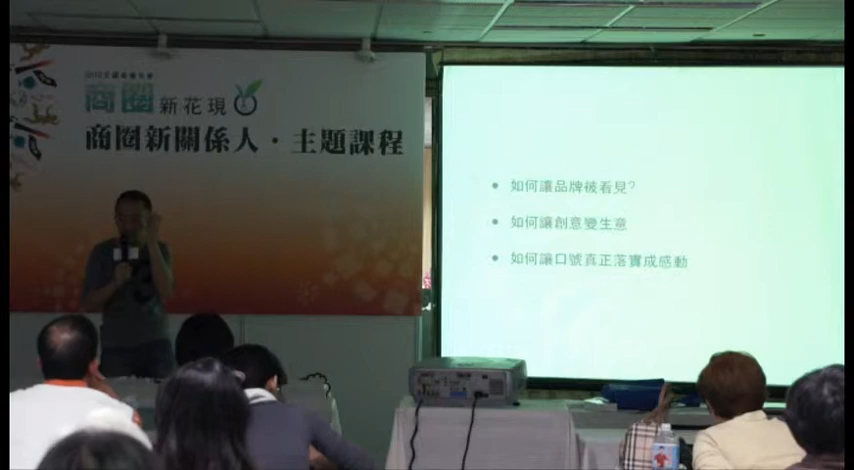 商圈新花現
商圈新關係人・主題課程
• 如何讓品牌被看見?
• 如何讓創意變生意
• 如何讓口號真正落實成感動